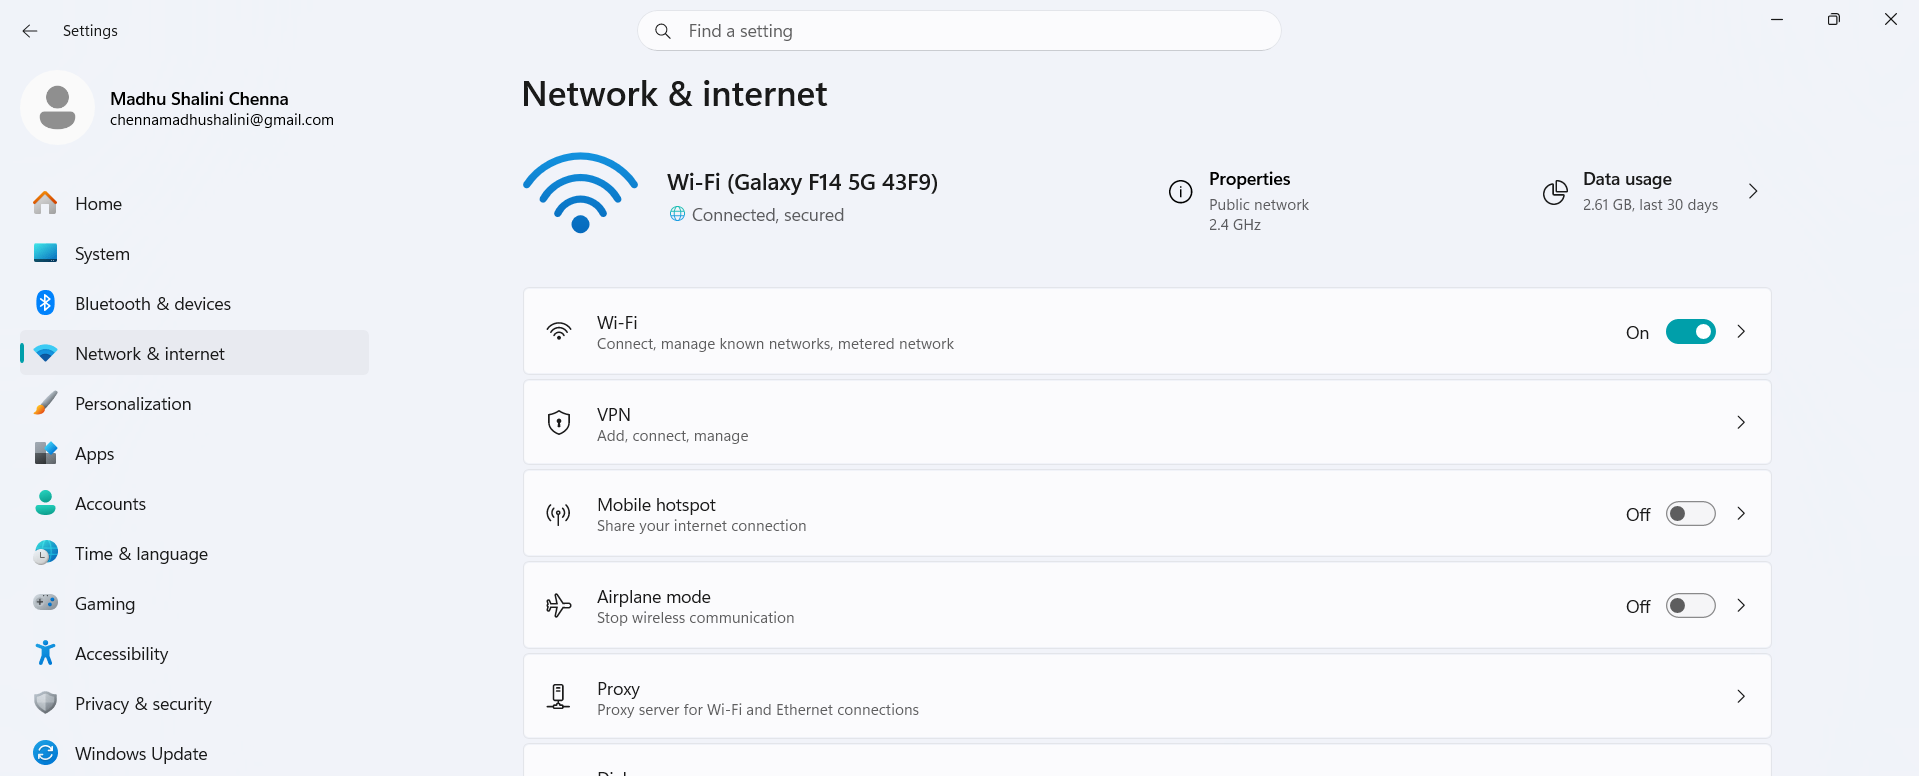 Settings
Find a setting
Madhu Shalini Chenna
chennamadhushalini@gmail.com
Home
System
Bluetooth & devices
Network & internet
Personalization
Apps
Accounts
Time & language
Gaming
Accessibility
Privacy & security
Windows Update
Network & internet
Wi-Fi (Galaxy F14 5G 43F9)
Connected, secured
Properties
Public network
2.4 GHz
Data usage
2.61 GB, last 30 days
Wi-Fi
Connect, manage known networks, metered network
On
VPN
Add, connect, manage
Mobile hotspot
Share your internet connection
Off
Airplane mode
Stop wireless communication
Off
Proxy
Proxy server for Wi-Fi and Ethernet connections